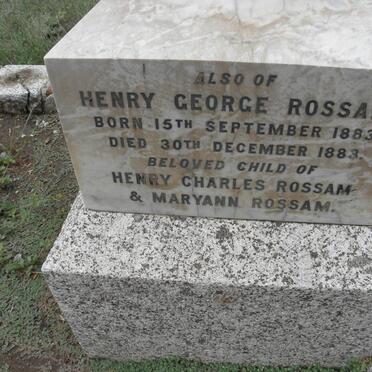 ALSO OF
HENRY GEORGE ROSSA
BORN 15TH SEPTEMBER 1883
DIED 30TH DECEMBER 1883.
BELOVED CHILD OF
HENRY CHARLES ROSSAM
& MARYANN ROSSAM.